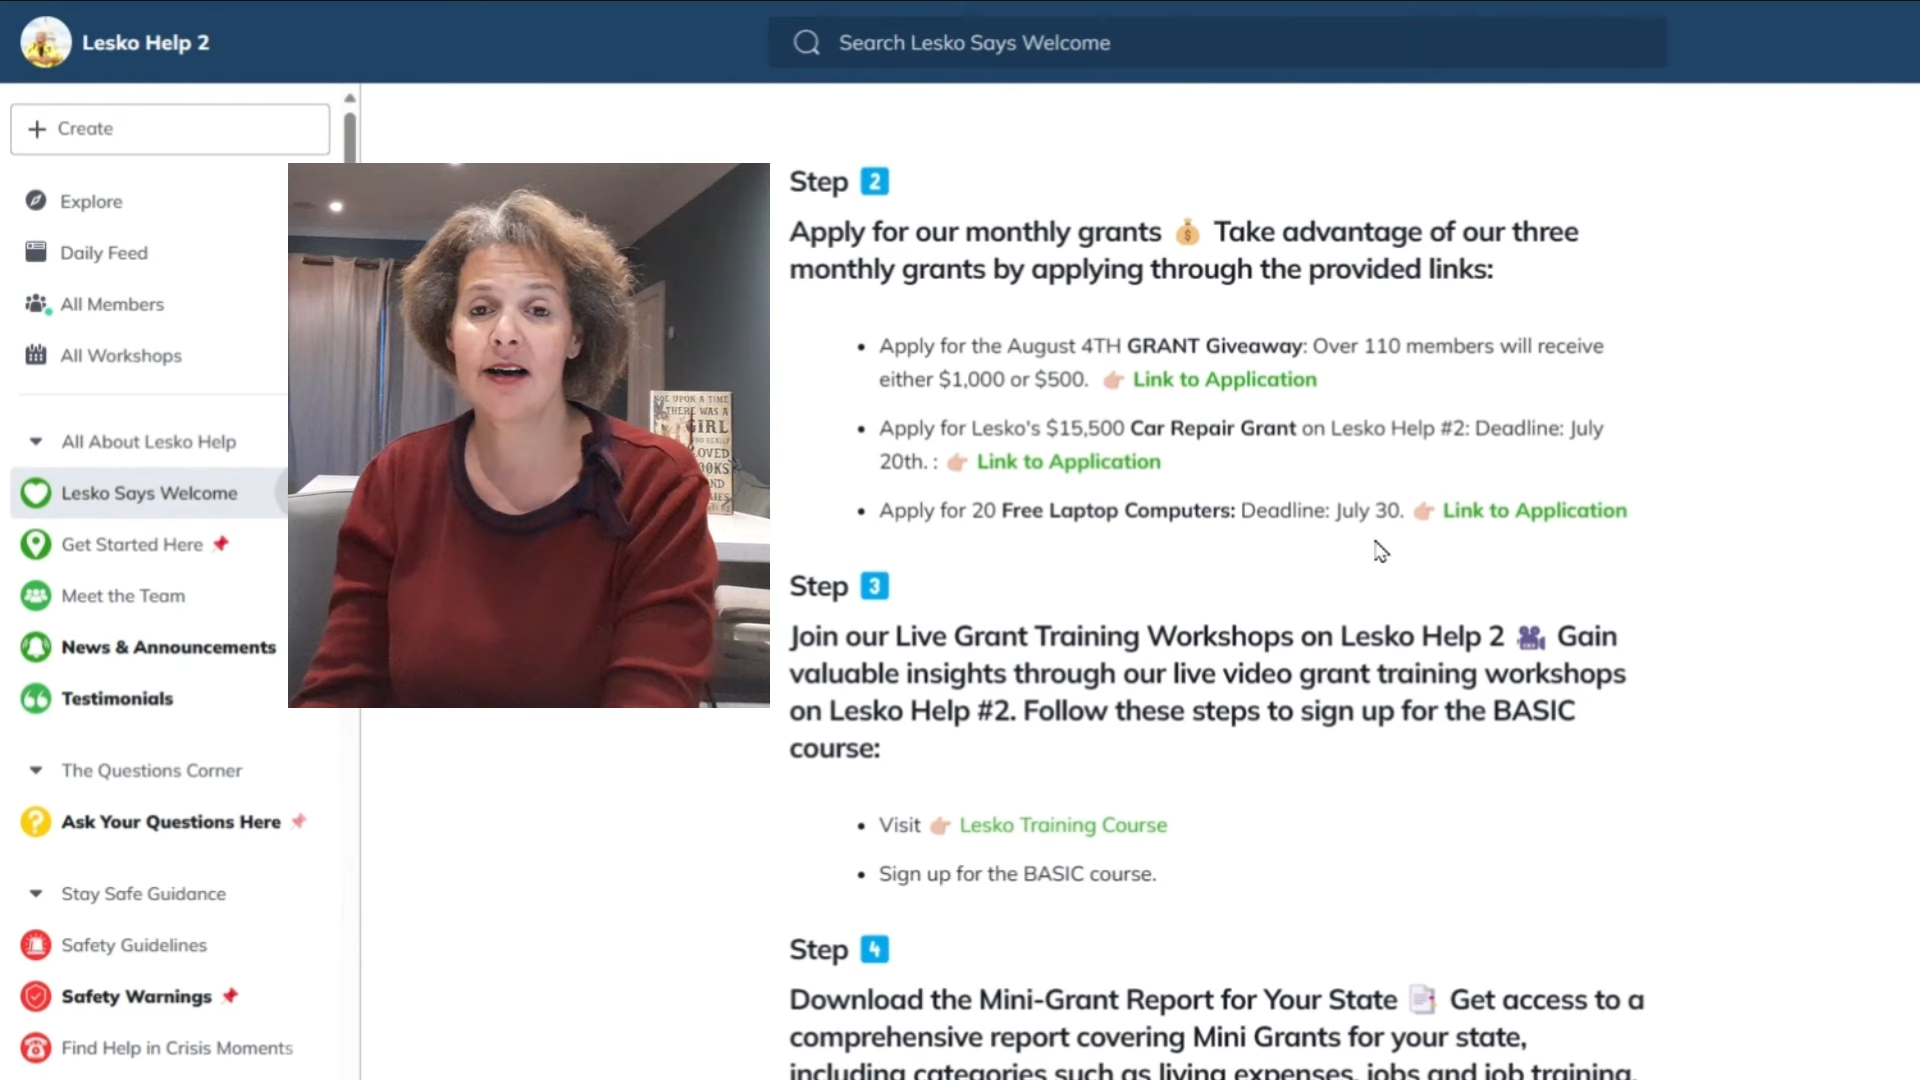 Lesko Help 2
Search Lesko Says Welcome
Create
Explore
Daily Feed
All Members
All Workshops
All About Lesko Help
Lesko Says Welcome
Get Started Here
Meet the Team
News & Announcements
Testimonials
The Questions Corner
Ask Your Questions Here
Stay Safe Guidance
Safety Guidelines
Safety Warnings
Find Help in Crisis Moments
UPON A TIME
THERE WAS A
GIRL
Step 2
Apply for our monthly grants 💰 Take advantage of our three
monthly grants by applying through the provided links:
• Apply for the August 4TH GRANT Giveaway: Over 110 members will receive
either $1,000 or $500. 👉 Link to Application
• Apply for Lesko's $15,500 Car Repair Grant on Lesko Help #2: Deadline: July
20th. : 👉 Link to Application
• Apply for 20 Free Laptop Computers: Deadline: July 30. 👉 Link to Application
Step 3
Join our Live Grant Training Workshops on Lesko Help 2 🎥 Gain
valuable insights through our live video grant training workshops
on Lesko Help #2. Follow these steps to sign up for the BASIC
course:
• Visit 👉 Lesko Training Course
• Sign up for the BASIC course.
Step 4
Download the Mini-Grant Report for Your State 📑 Get access to a
comprehensive report covering Mini Grants for your state,
including categories such as living expenses, jobs and job training,